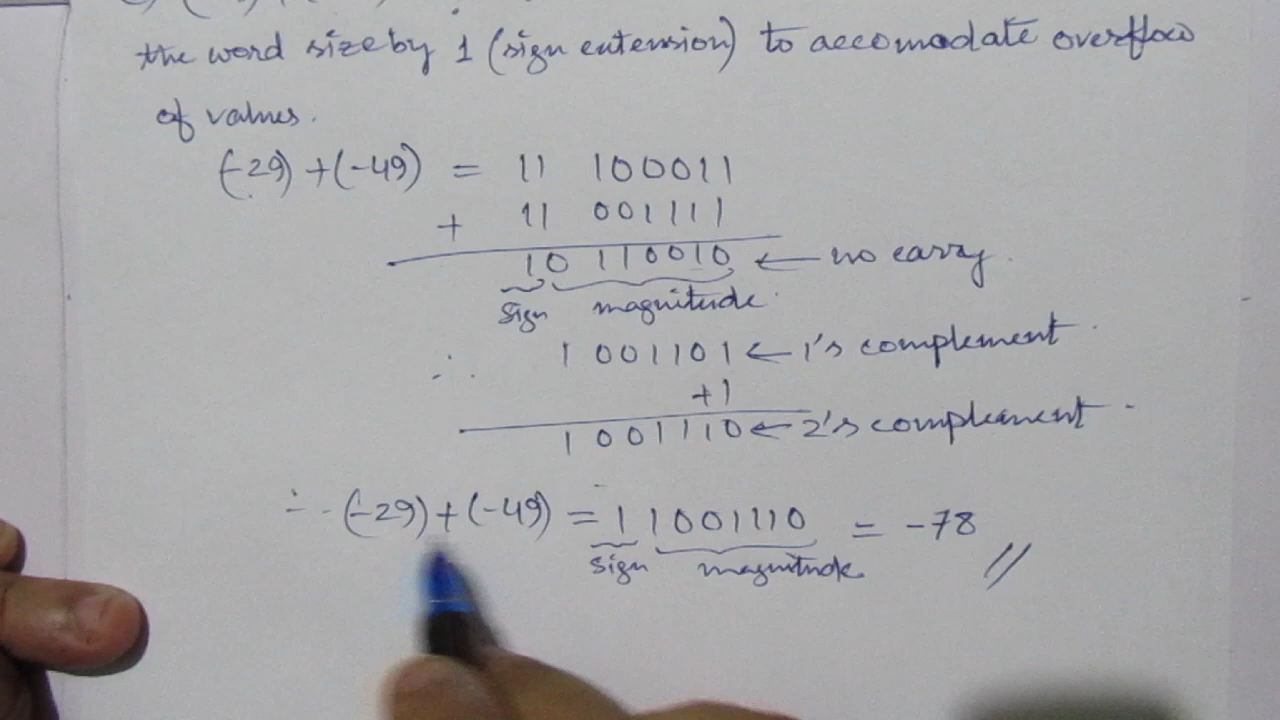 the word size by 1 (sign extension) to accomodate overflow
of values.
(-29) + (-49) = 11 100011
+ 11 001111
10 110010 ← no carry.
sign magnitude.
∴ 1 001101 ← 1's complement.
+1
1 001110 ← 2's complement.
∴ (-29) + (-49) = 1 1001110 = -78 //
sign magnitude